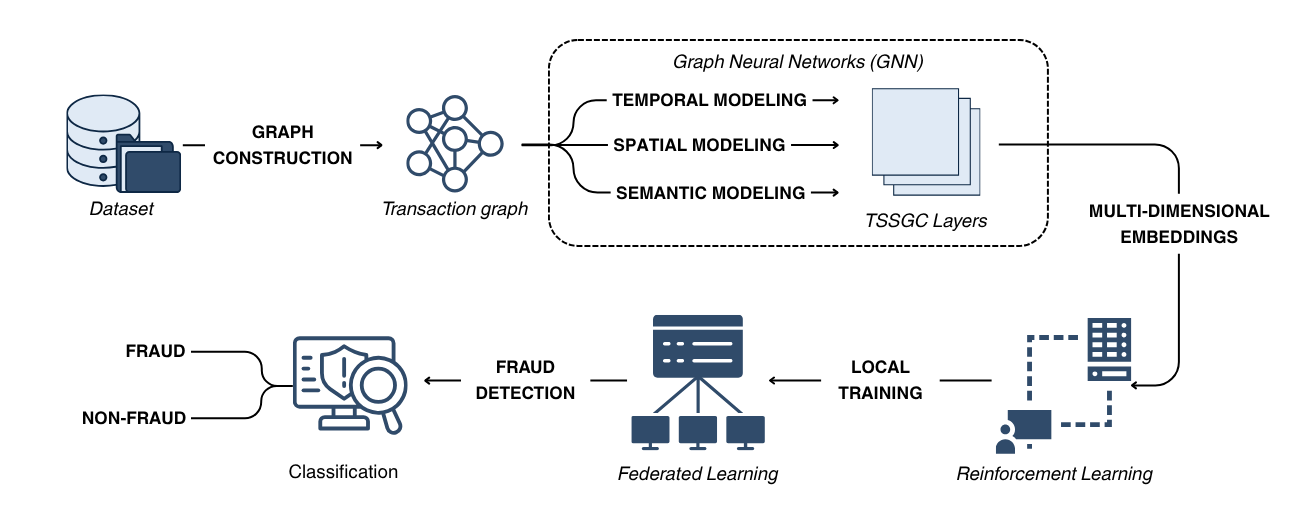 Graph Neural Networks (GNN)
GRAPH
CONSTRUCTION
Dataset
Transaction graph
TEMPORAL MODELING
SPATIAL MODELING
SEMANTIC MODELING
TSSGC Layers
MULTI-DIMENSIONAL
EMBEDDINGS
Reinforcement Learning
LOCAL
TRAINING
Federated Learning
FRAUD
DETECTION
Classification
FRAUD
NON-FRAUD